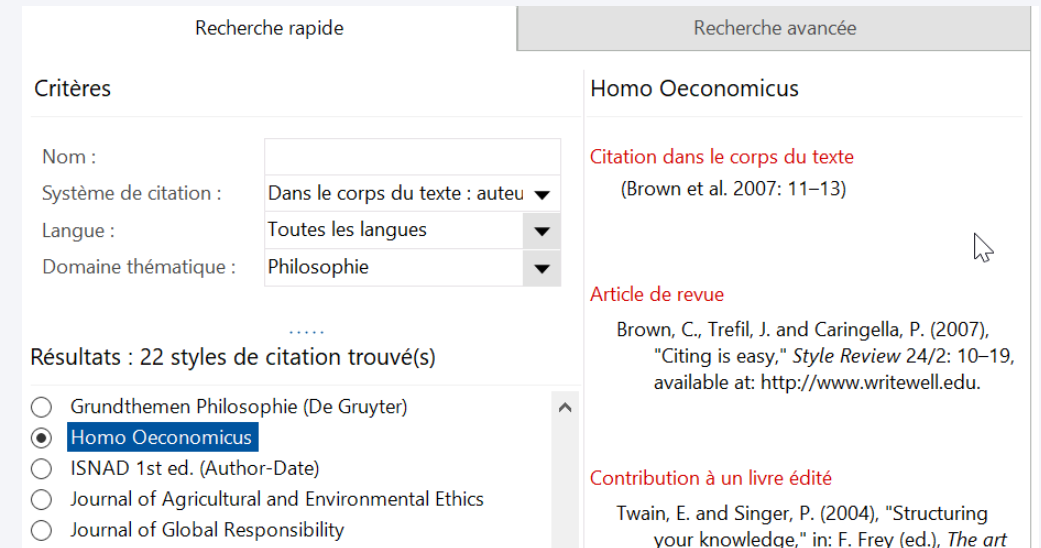 Recherche rapide
Recherche avancée
Critères
Nom :
Système de citation :
Dans le corps du texte : auteu
Langue :
Toutes les langues
Domaine thématique :
Philosophie
.....
Résultats : 22 styles de citation trouvé(s)
Grundthemen Philosophie (De Gruyter)
Homo Oeconomicus
ISNAD 1st ed. (Author-Date)
Journal of Agricultural and Environmental Ethics
Journal of Global Responsibility
Homo Oeconomicus
Citation dans le corps du texte
(Brown et al. 2007: 11–13)
Article de revue
Brown, C., Trefil, J. and Caringella, P. (2007),
"Citing is easy," Style Review 24/2: 10–19,
available at: http://www.writewell.edu.
Contribution à un livre édité
Twain, E. and Singer, P. (2004), "Structuring
your knowledge," in: F. Frey (ed.), The art